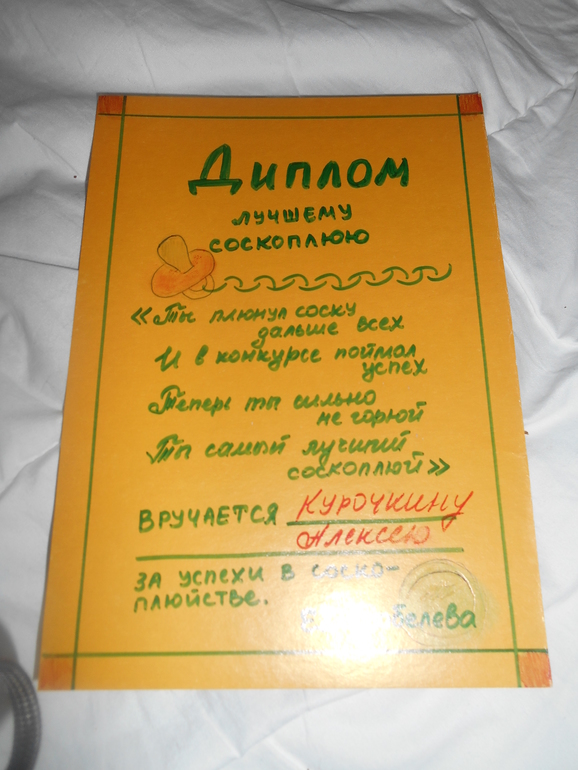 Диплом
лучшему
соскоплюю
«Ты плюнул соску
дальше всех
И в конкурсе поймал
успех
Теперь ты сильно
не горюй
Ты самый лучший
соскоплюй»
вручается Курочкину
Алексею
за успехи в соско-
плюйстве.